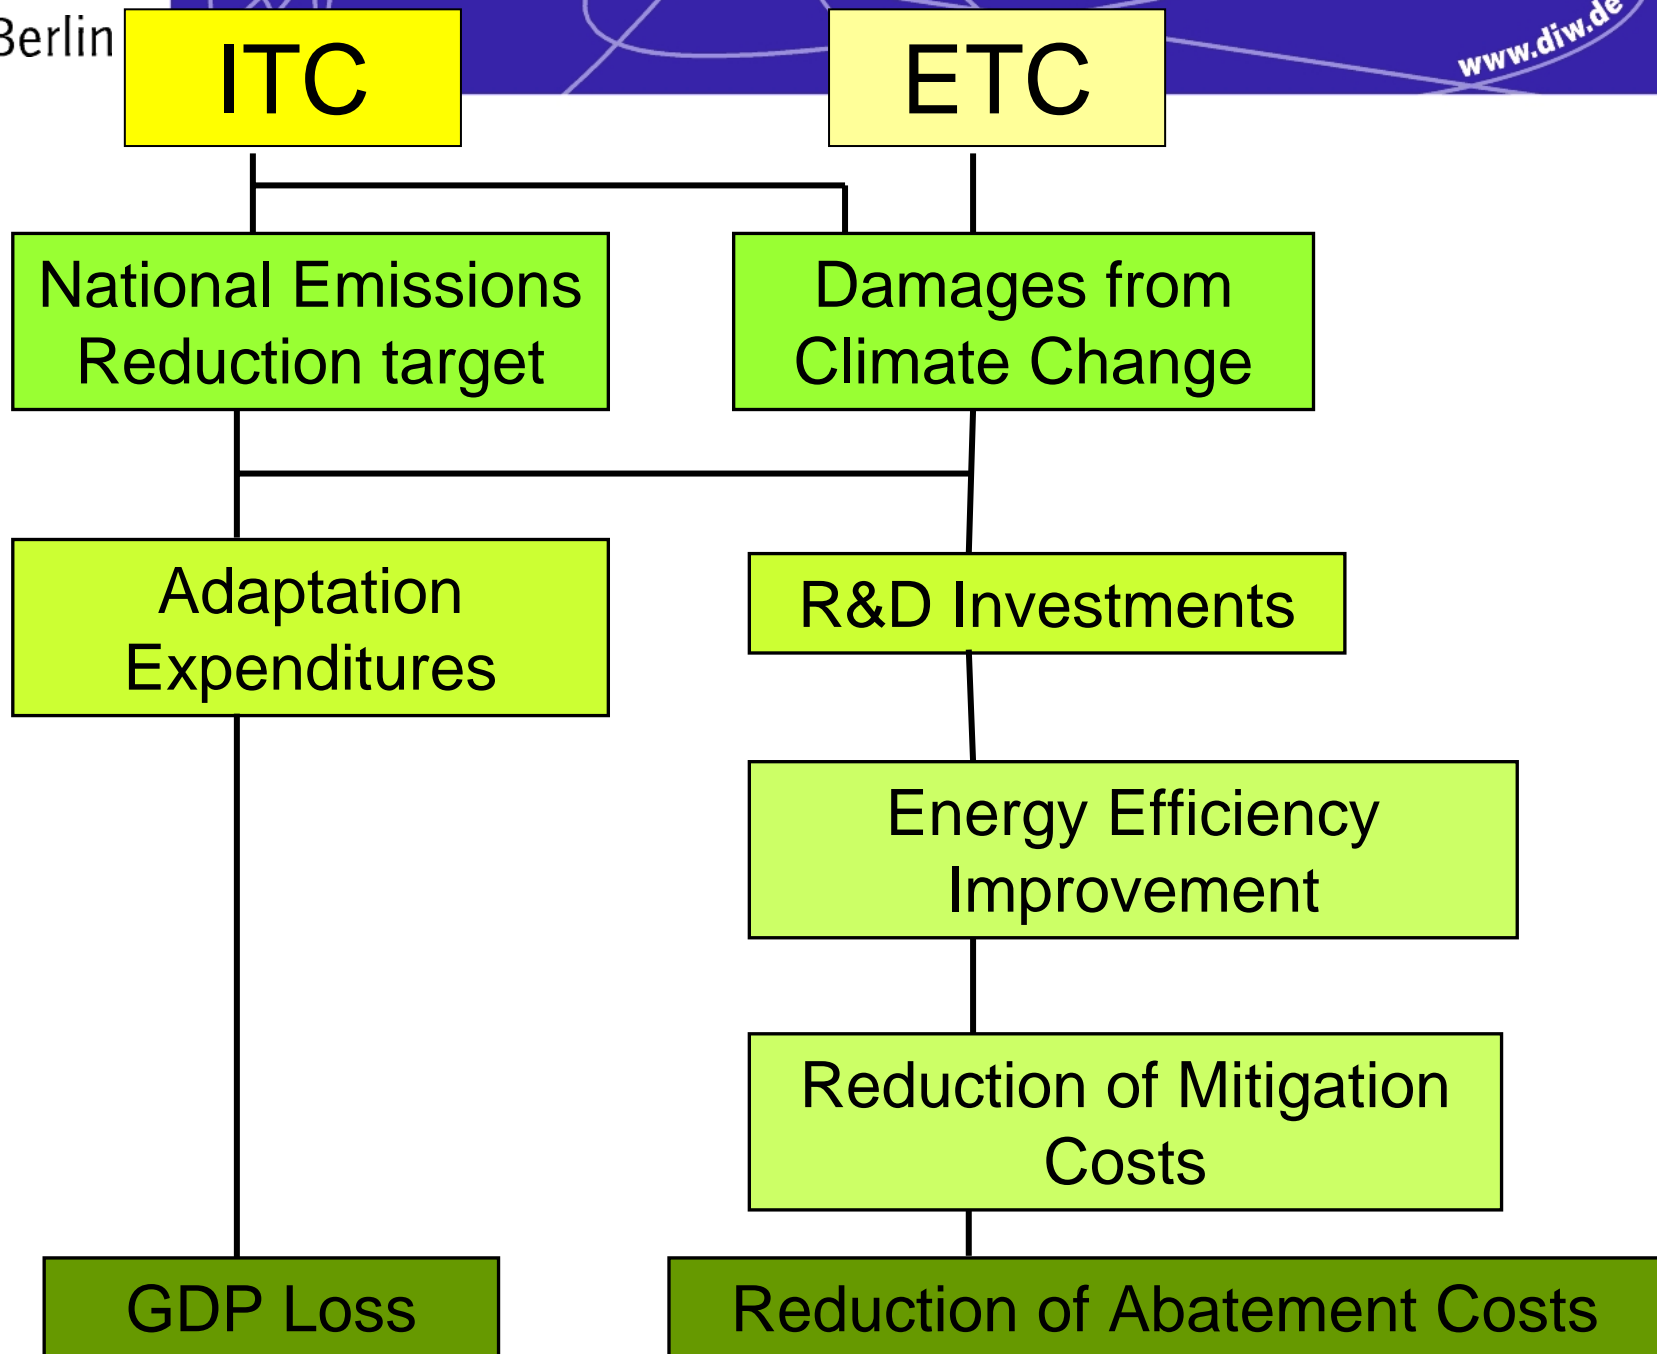 Berlin
www.diw.de
ITC
ETC
National Emissions
Reduction target
Damages from
Climate Change
Adaptation
Expenditures
R&D Investments
Energy Efficiency
Improvement
Reduction of Mitigation
Costs
GDP Loss
Reduction of Abatement Costs